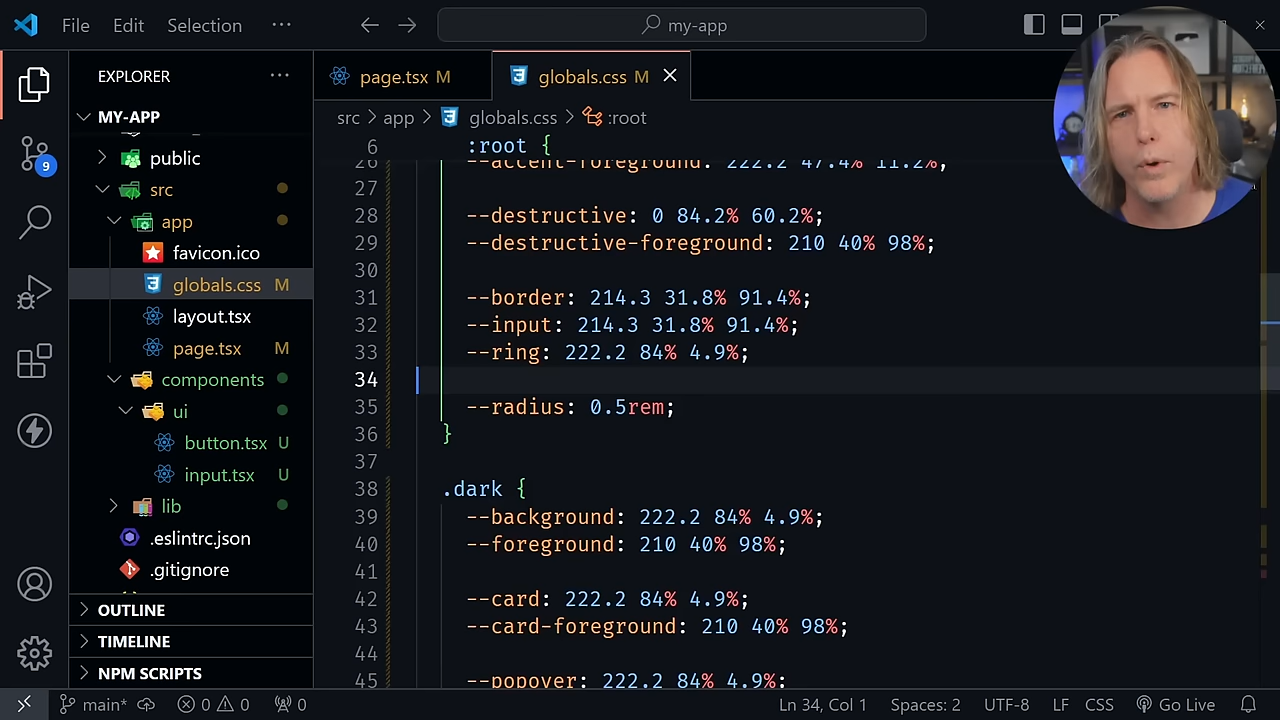 File Edit Selection ··· my-app
EXPLORER ···
MY-APP
public
src
app
favicon.ico
globals.css M
layout.tsx
page.tsx M
components
ui
button.tsx U
input.tsx U
lib
.eslintrc.json
.gitignore
OUTLINE
TIMELINE
NPM SCRIPTS
9
page.tsx M globals.css M
src > app > globals.css > :root
6 :root {
26 --accent-foreground: 222.2 47.4% 11.2%;
27
28 --destructive: 0 84.2% 60.2%;
29 --destructive-foreground: 210 40% 98%;
30
31 --border: 214.3 31.8% 91.4%;
32 --input: 214.3 31.8% 91.4%;
33 --ring: 222.2 84% 4.9%;
34
35 --radius: 0.5rem;
36 }
37
38 .dark {
39 --background: 222.2 84% 4.9%;
40 --foreground: 210 40% 98%;
41
42 --card: 222.2 84% 4.9%;
43 --card-foreground: 210 40% 98%;
44
45 --popover: 222.2 84% 4.9%;
main* 0 0 0 Ln 34, Col 1 Spaces: 2 UTF-8 LF CSS Go Live